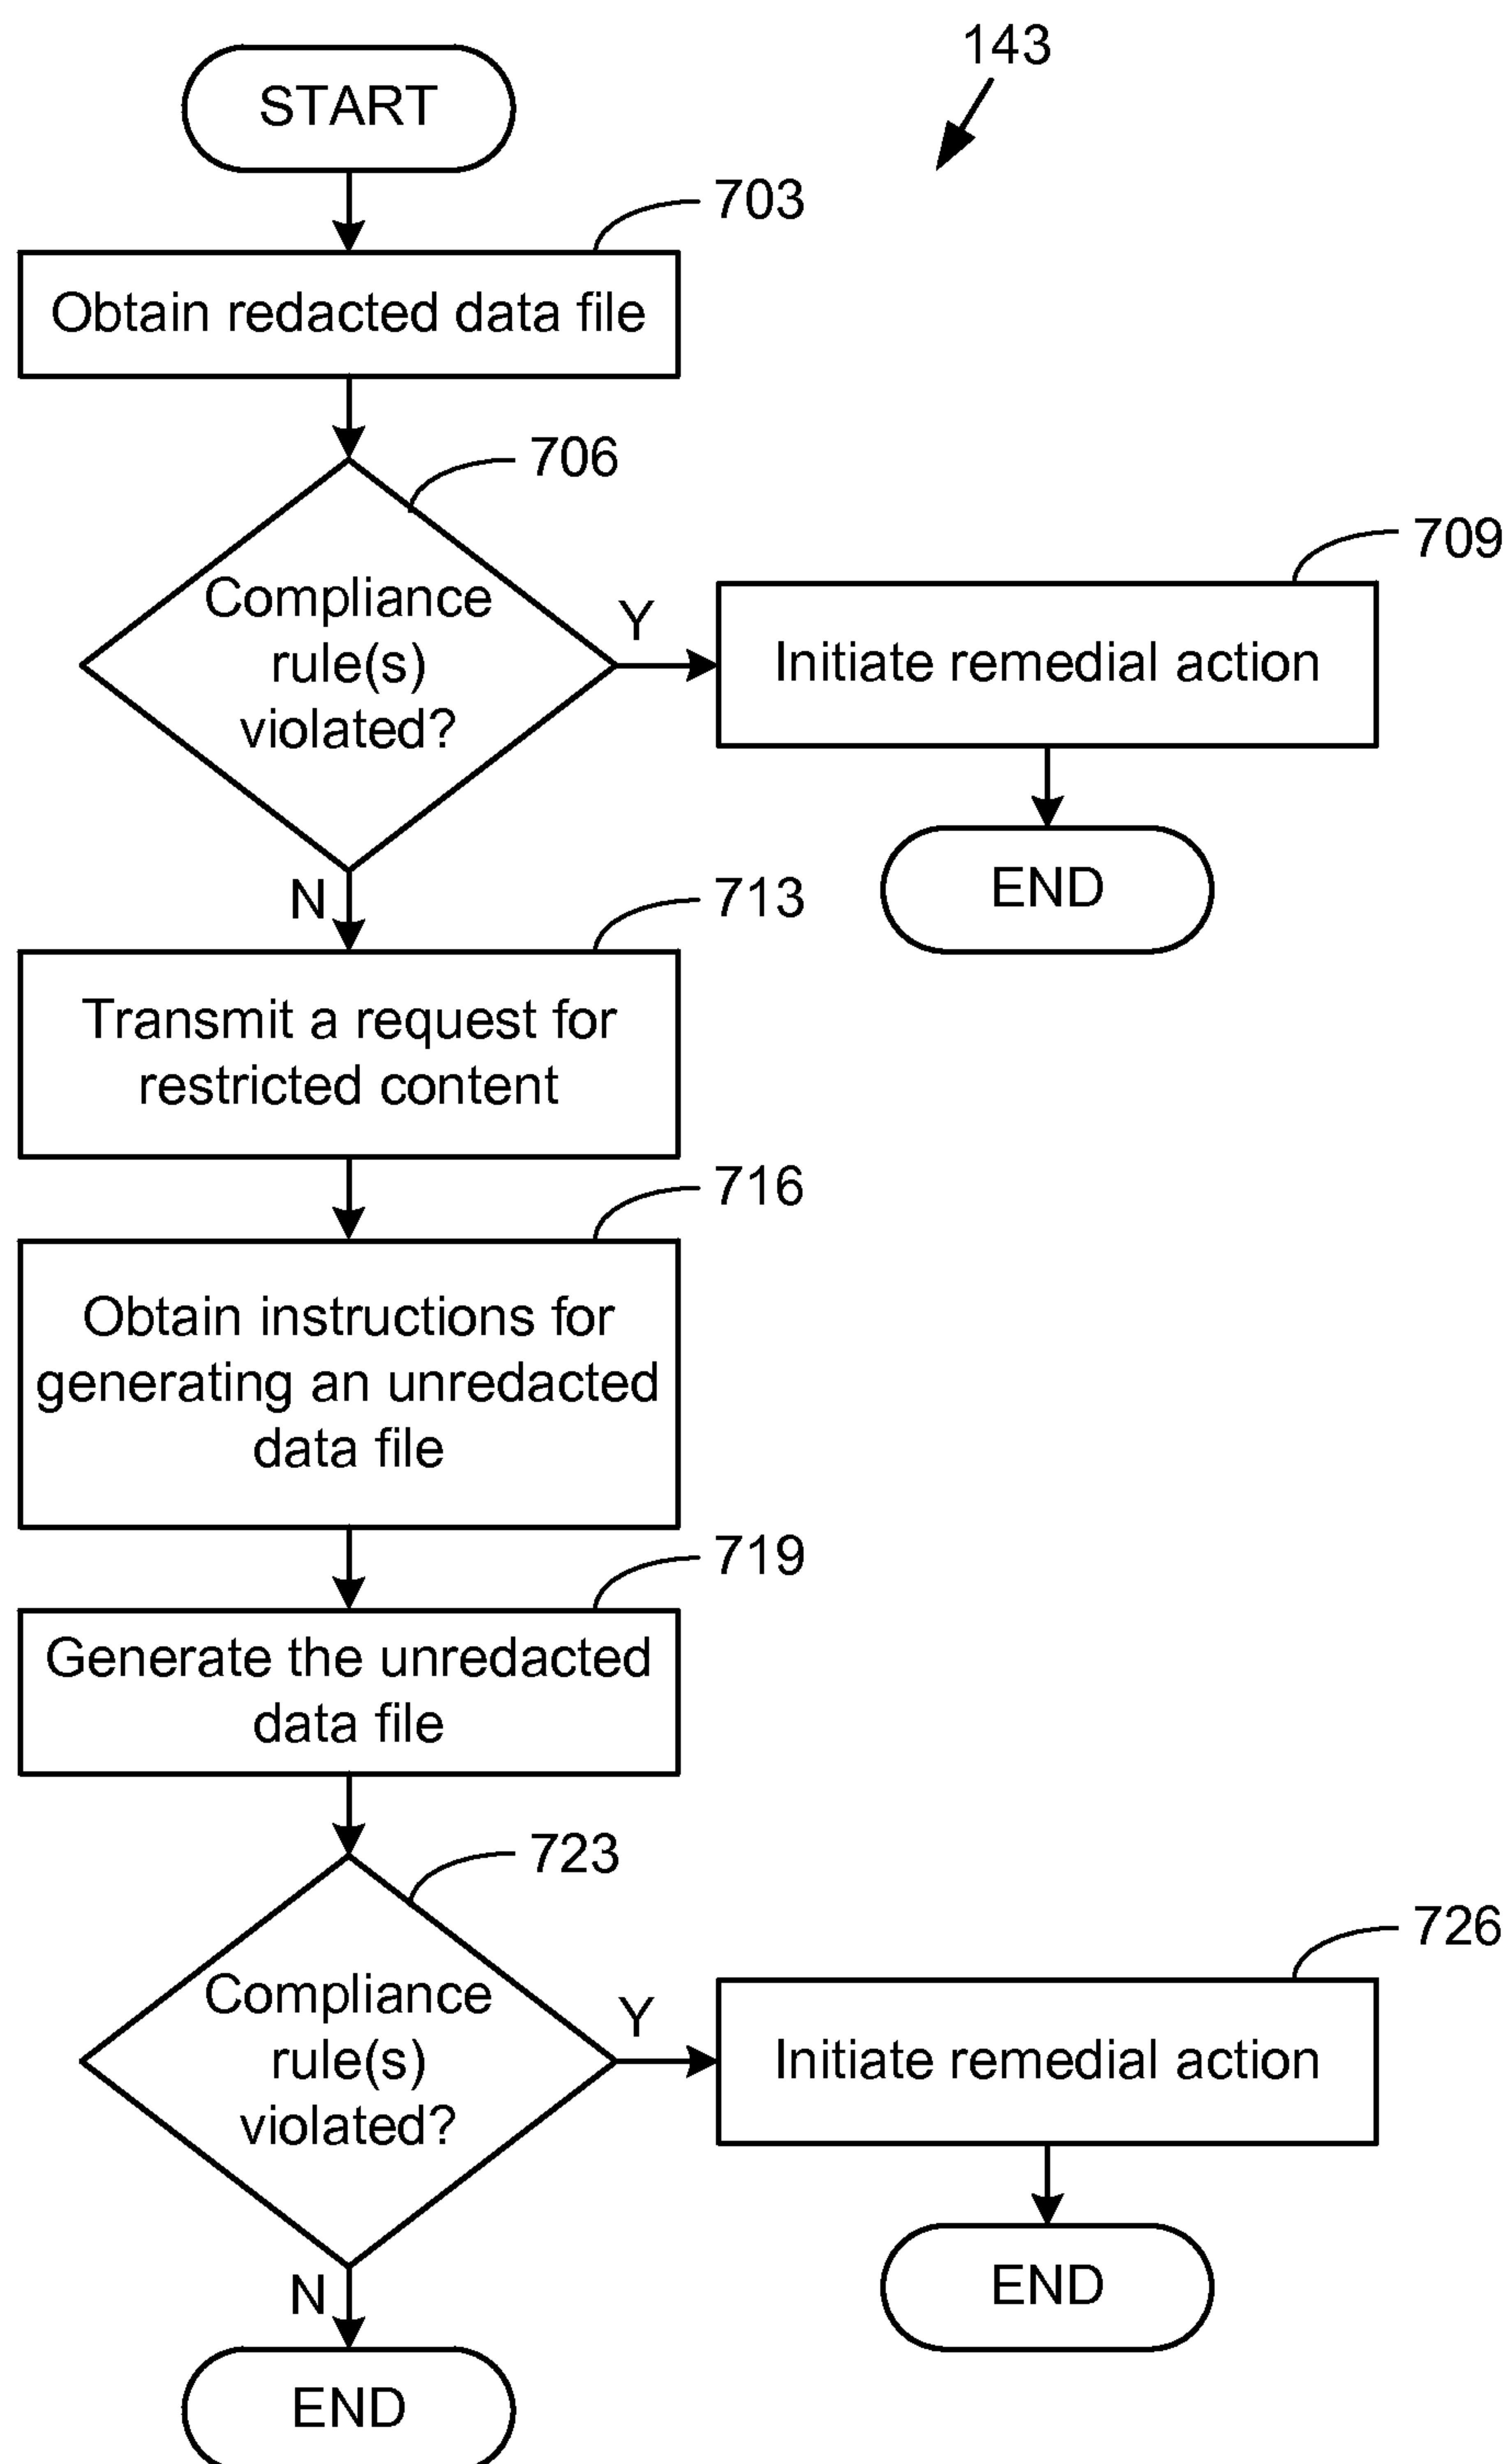 143
START
703
Obtain redacted data file
706
Compliance
rule(s)
violated?
Y
709
Initiate remedial action
END
N
713
Transmit a request for
restricted content
716
Obtain instructions for
generating an unredacted
data file
719
Generate the unredacted
data file
723
Compliance
rule(s)
violated?
Y
726
Initiate remedial action
END
N
END